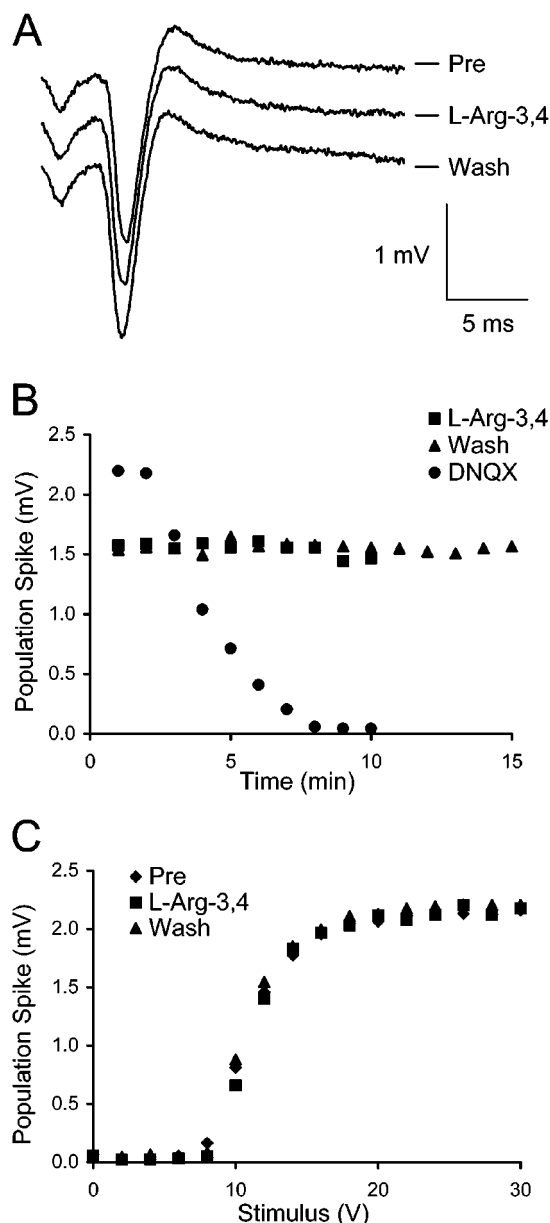 A
Pre
L-Arg-3,4
Wash
1 mV
5 ms
B
L-Arg-3,4
Wash
DNQX
Population Spike (mV)
2.5
2.0
1.5
1.0
0.5
0.0
0 5 10 15
Time (min)
C
Pre
L-Arg-3,4
Wash
Population Spike (mV)
2.5
2.0
1.5
1.0
0.5
0.0
0 10 20 30
Stimulus (V)